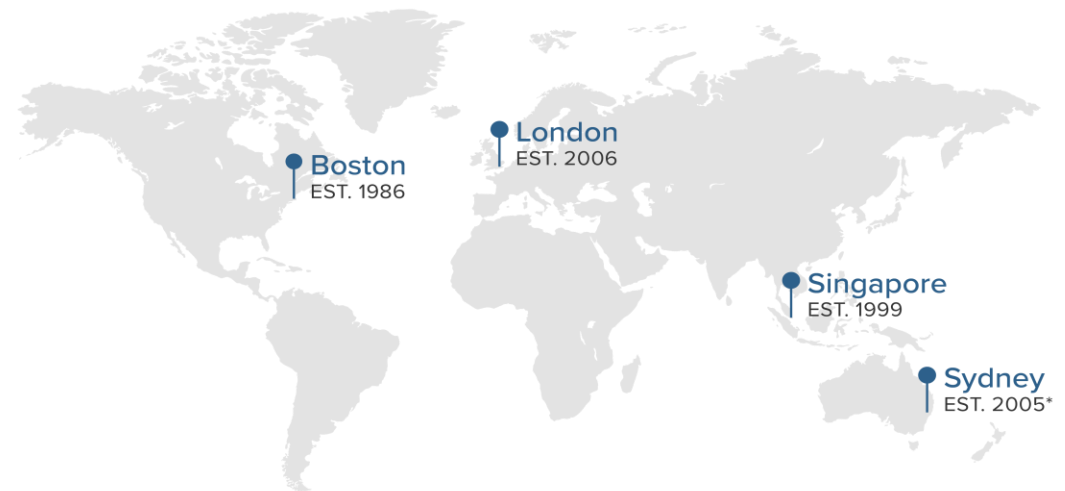 London
EST. 2006
Boston
EST. 1986
Singapore
EST. 1999
Sydney
EST. 2005*